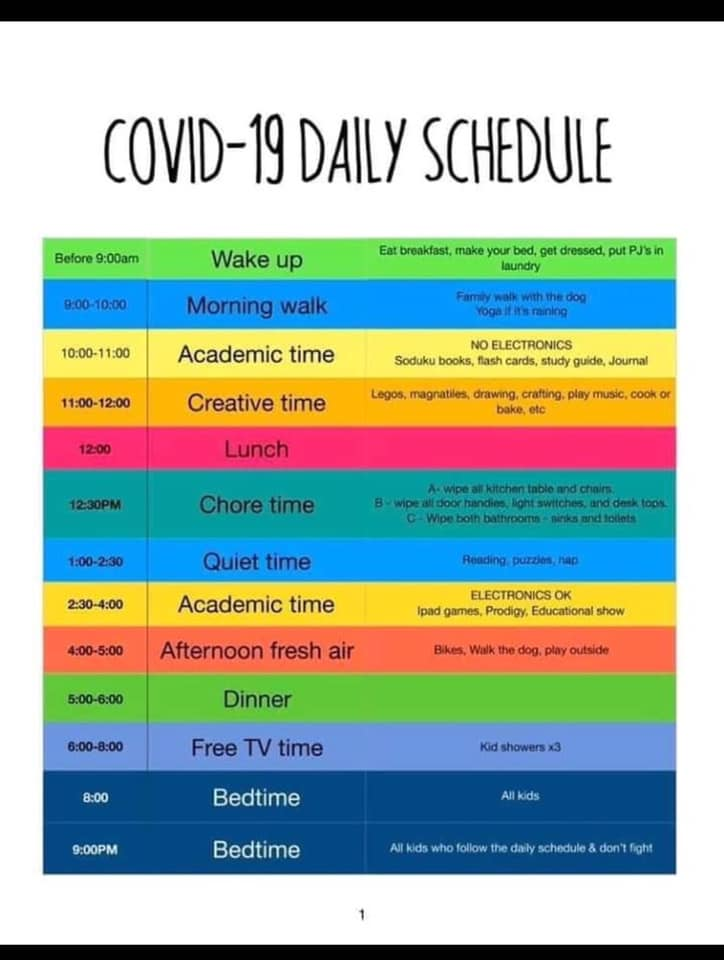 COVID-19 DAILY SCHEDULE
Before 9:00am Wake up Eat breakfast, make your bed, get dressed, put PJ's in
laundry
9:00-10:00 Morning walk Family walk with the dog
Yoga if it's raining
10:00-11:00 Academic time NO ELECTRONICS
Soduku books, flash cards, study guide, Journal
11:00-12:00 Creative time Legos, magnatiles, drawing, crafting, play music, cook or
bake, etc
12:00 Lunch
12:30PM Chore time A- wipe all kitchen table and chairs.
B - wipe all door handles, light switches, and desk tops.
C - Wipe both bathrooms - sinks and toilets
1:00-2:30 Quiet time Reading, puzzles, nap
2:30-4:00 Academic time ELECTRONICS OK
Ipad games, Prodigy, Educational show
4:00-5:00 Afternoon fresh air Bikes, Walk the dog, play outside
5:00-6:00 Dinner
6:00-8:00 Free TV time Kid showers x3
8:00 Bedtime All kids
9:00PM Bedtime All kids who follow the daily schedule & don't fight
1